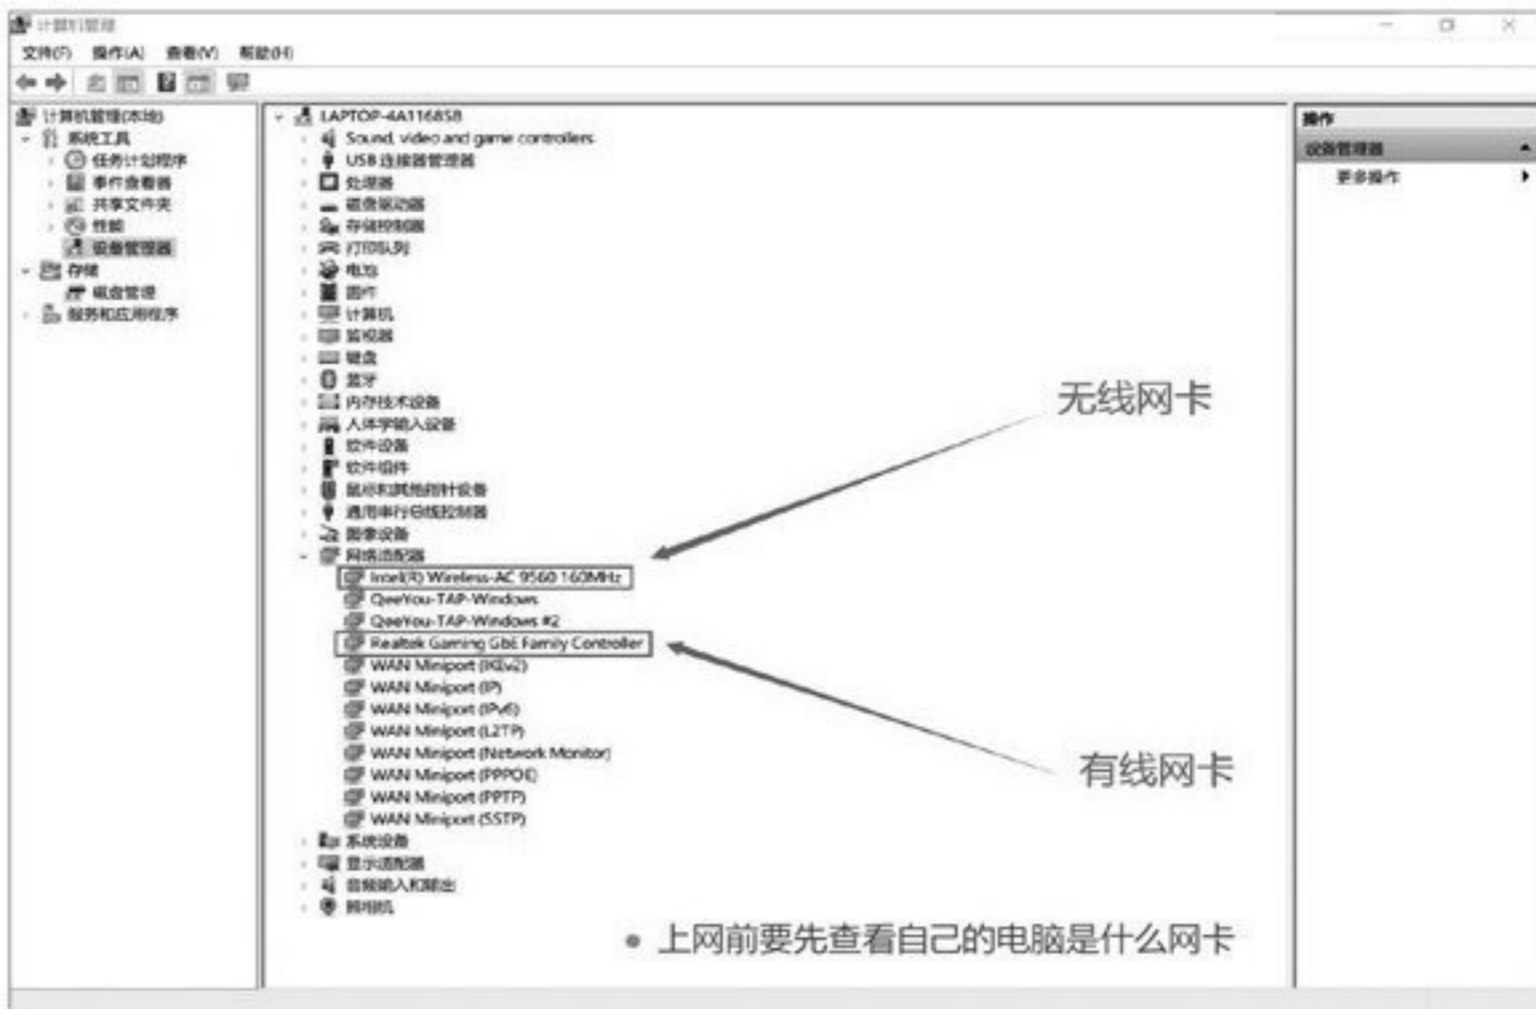 计算机管理
文件(F) 操作(A) 查看(V) 帮助(H)
计算机管理(本地)
系统工具
任务计划程序
事件查看器
共享文件夹
性能
设备管理器
存储
磁盘管理
服务和应用程序
LAPTOP-4A1168S8
Sound, video and game controllers
USB 连接器管理器
处理器
磁盘驱动器
存储控制器
打印队列
电池
固件
计算机
监视器
键盘
蓝牙
内存技术设备
人体学输入设备
软件设备
软件组件
鼠标和其他指针设备
通用串行总线控制器
图像设备
网络适配器
Intel(R) Wireless-AC 9560 160MHz
QeeYou-TAP-Windows
QeeYou-TAP-Windows #2
Realtek Gaming GbE Family Controller
WAN Miniport (IKEv2)
WAN Miniport (IP)
WAN Miniport (IPv6)
WAN Miniport (L2TP)
WAN Miniport (Network Monitor)
WAN Miniport (PPPOE)
WAN Miniport (PPTP)
WAN Miniport (SSTP)
系统设备
显示适配器
音频输入和输出
照相机
无线网卡
有线网卡
• 上网前要先查看自己的电脑是什么网卡
操作
设备管理器
更多操作